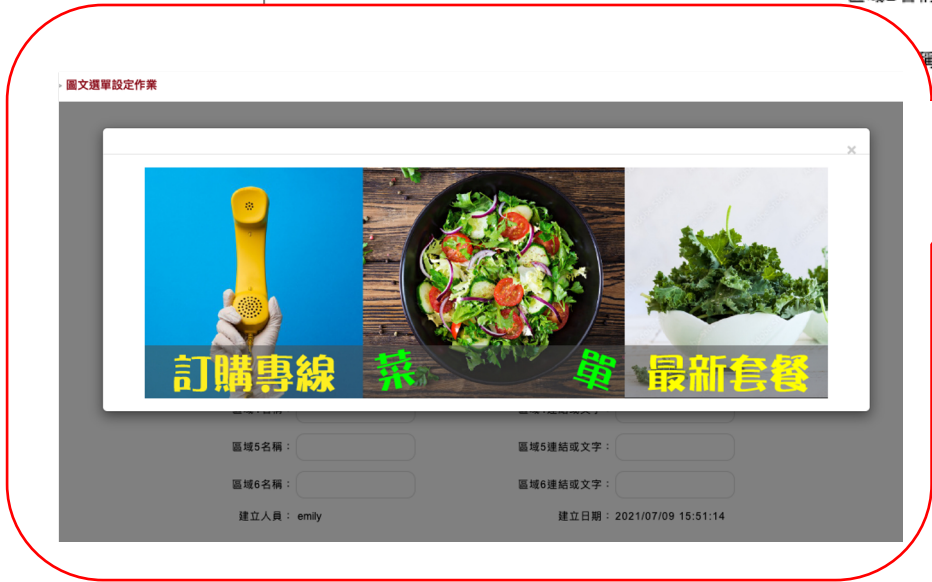 圖文選單設定作業
×
訂購專線 菜 單 最新套餐
區域5名稱： 區域5連結或文字：
區域6名稱： 區域6連結或文字：
建立人員： emily 建立日期： 2021/07/09 15:51:14